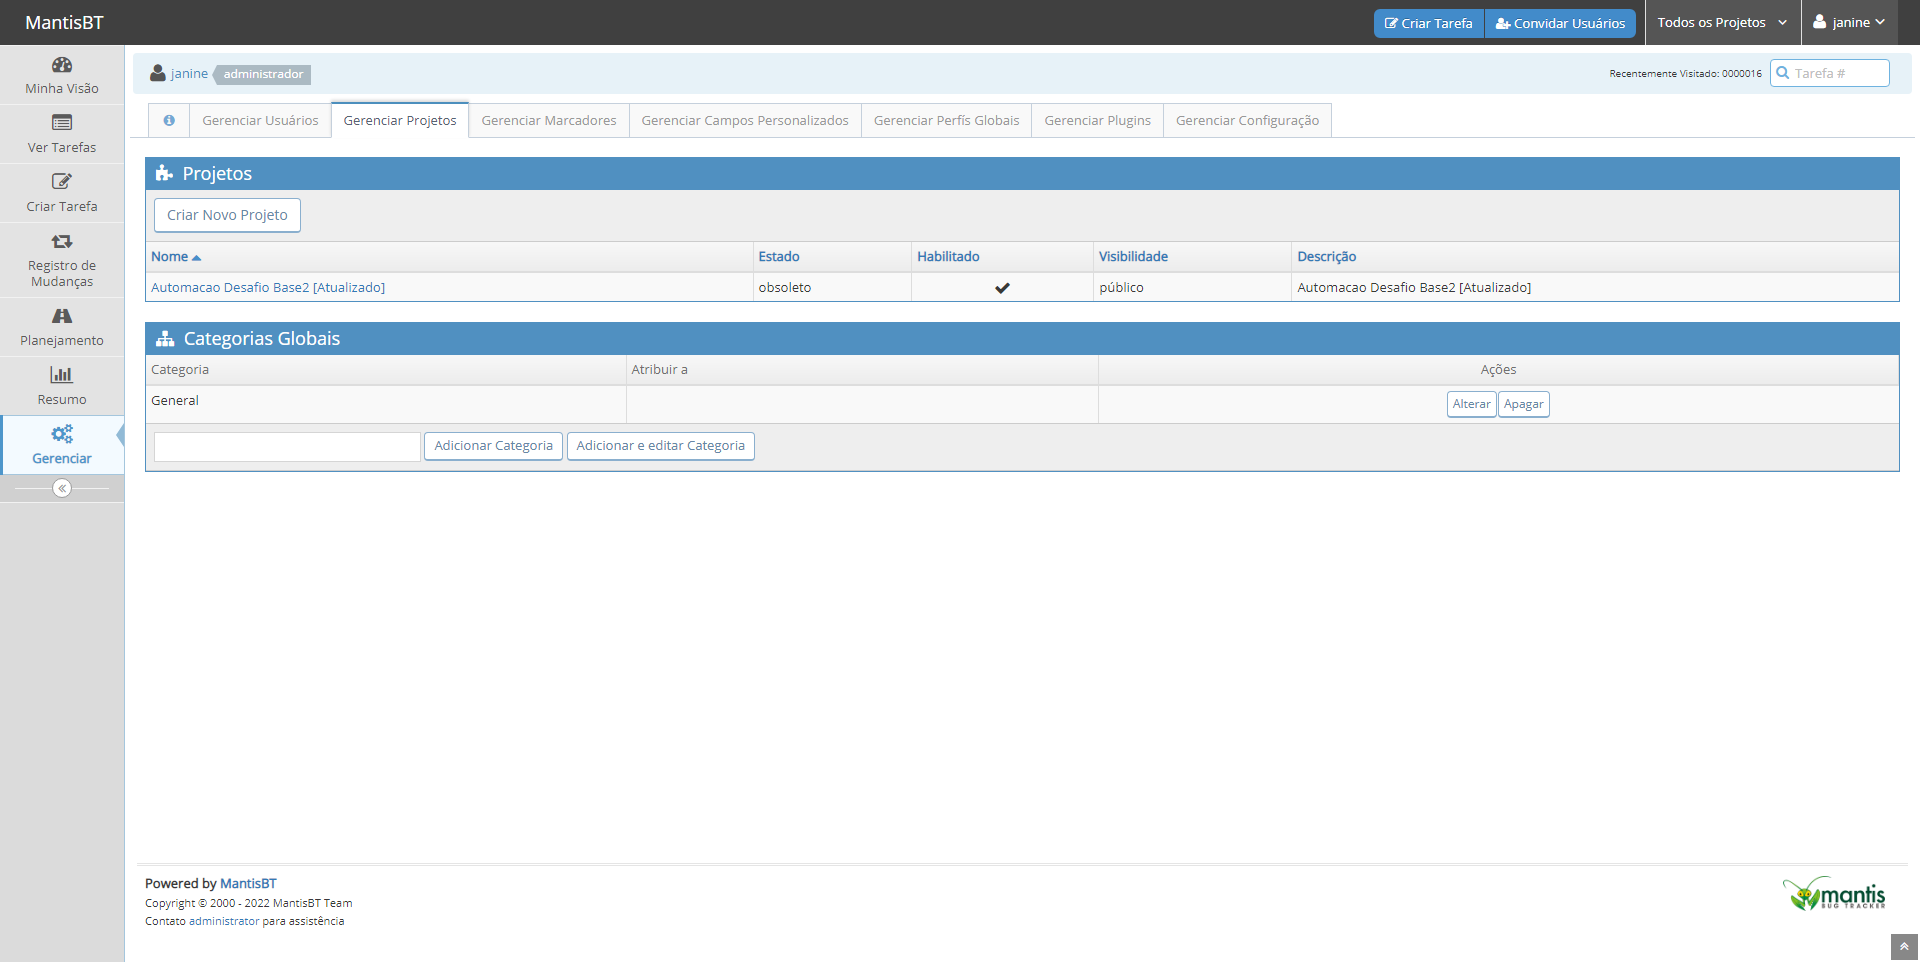 MantisBT
Criar Tarefa
Convidar Usuários
Todos os Projetos
janine
Minha Visão
Ver Tarefas
Criar Tarefa
Registro de
Mudanças
Planejamento
Resumo
Gerenciar
janine administrador
Recentemente Visitado: 0000016
Tarefa #
Gerenciar Usuários
Gerenciar Projetos
Gerenciar Marcadores
Gerenciar Campos Personalizados
Gerenciar Perfís Globais
Gerenciar Plugins
Gerenciar Configuração
Projetos
Criar Novo Projeto
Nome Estado Habilitado Visibilidade Descrição
Automacao Desafio Base2 [Atualizado] obsoleto público Automacao Desafio Base2 [Atualizado]
Categorias Globais
Categoria Atribuir a Ações
General Alterar Apagar
Adicionar Categoria Adicionar e editar Categoria
Powered by MantisBT
Copyright © 2000 - 2022 MantisBT Team
Contato administrator para assistência
mantis
BUG TRACKER